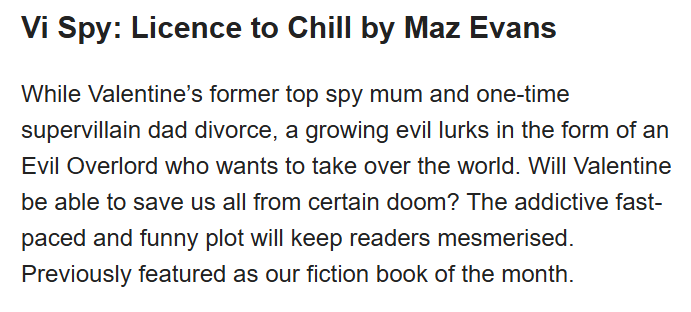 Vi Spy: Licence to Chill by Maz Evans
While Valentine’s former top spy mum and one-time
supervillain dad divorce, a growing evil lurks in the form of an
Evil Overlord who wants to take over the world. Will Valentine
be able to save us all from certain doom? The addictive fast-
paced and funny plot will keep readers mesmerised.
Previously featured as our fiction book of the month.